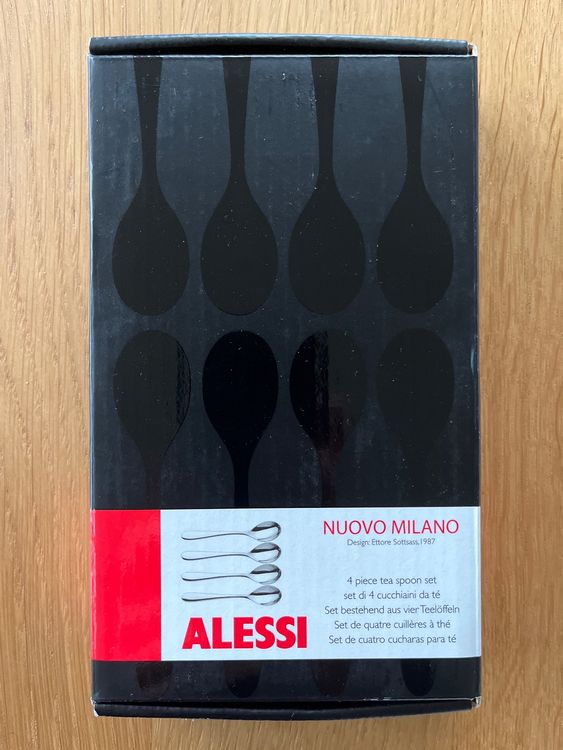 NUOVO MILANO
Design: Ettore Sottsass,1987
4 piece tea spoon set
set di 4 cucchiaini da té
Set bestehend aus vier Teelöffeln
Set de quatre cuillères à thé
Set de cuatro cucharas para té
ALESSI